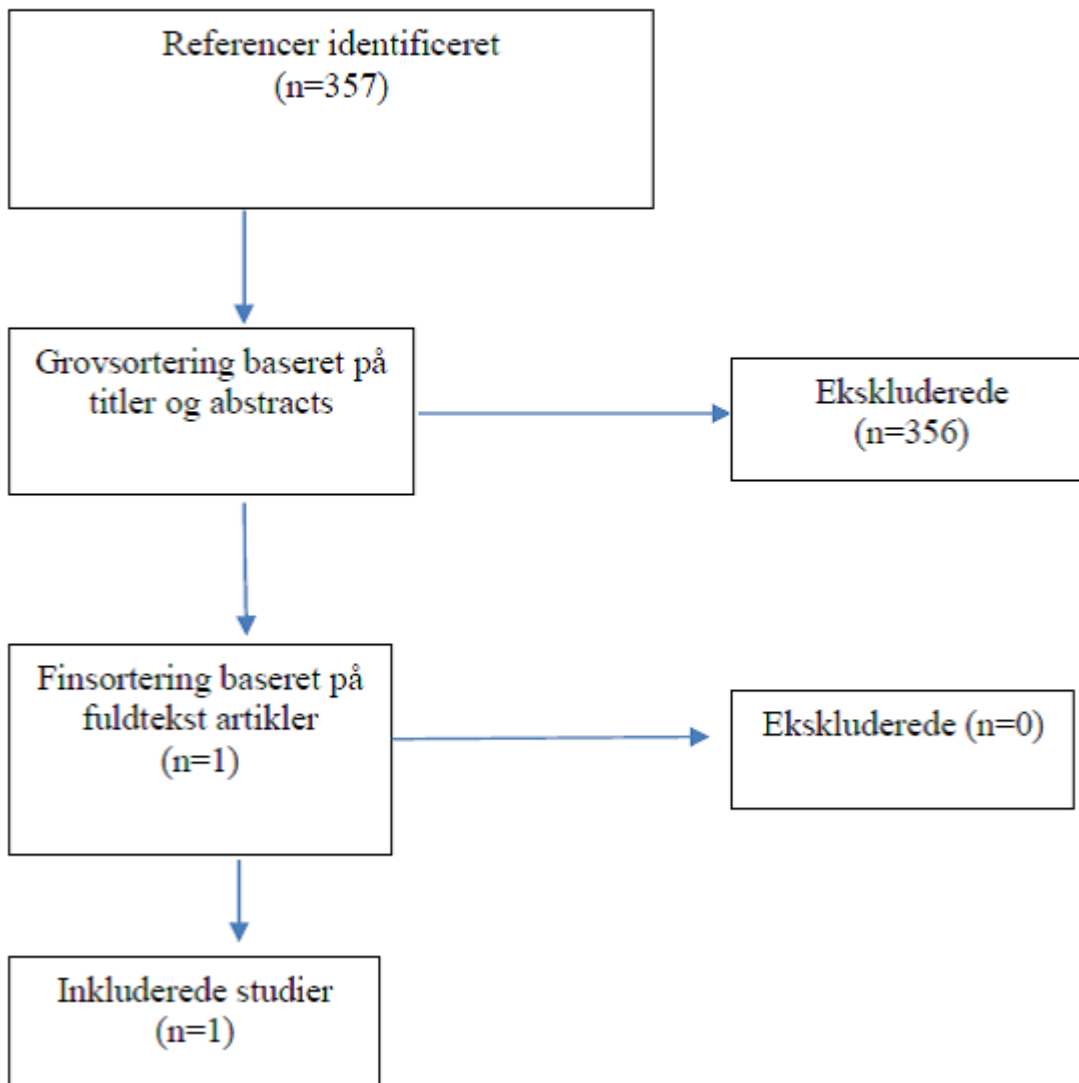 Referencer identificeret
(n=357)
Grovsortering baseret på
titler og abstracts
Ekskluderede
(n=356)
Finsortering baseret på
fuldtekst artikler
(n=1)
Ekskluderede (n=0)
Inkluderede studier
(n=1)